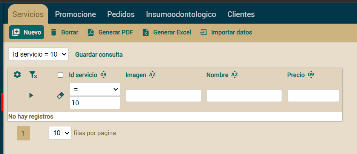 Servicios Promocione Pedidos Insumoodontologico Clientes
Nuevo Borrar Generar PDF Generar Excel Importar datos
Id servicio = 10 Guardar consulta
Id servicio Imagen Nombre Precio
=
10
No hay registros
1 10 filas por pagina